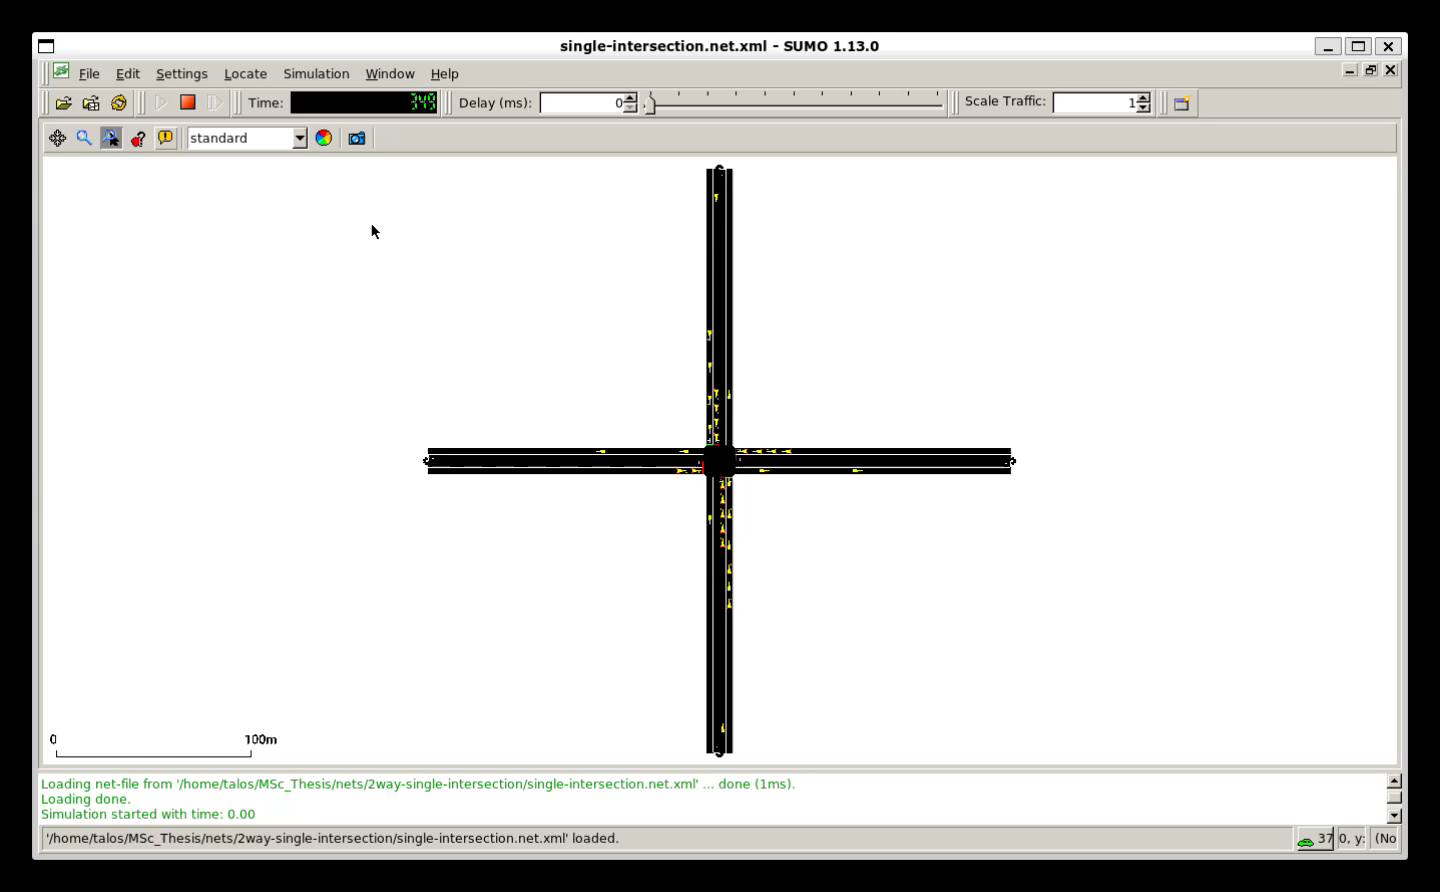 single-intersection.net.xml - SUMO 1.13.0
File Edit Settings Locate Simulation Window Help
Time: 349 Delay (ms): 0 Scale Traffic: 1
standard
0 100m
Loading net-file from '/home/talos/MSc_Thesis/nets/2way-single-intersection/single-intersection.net.xml' ... done (1ms).
Loading done.
Simulation started with time: 0.00
'/home/talos/MSc_Thesis/nets/2way-single-intersection/single-intersection.net.xml' loaded. 37 0, y: (No